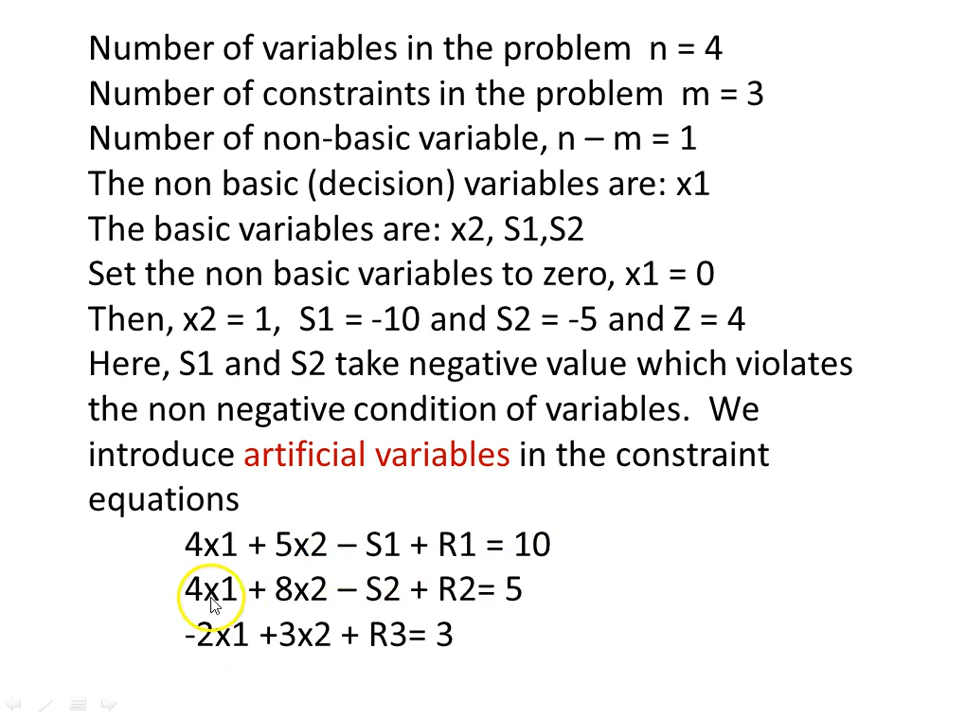 Number of variables in the problem  n = 4
Number of constraints in the problem  m = 3
Number of non-basic variable, n – m = 1
The non basic (decision) variables are: x1
The basic variables are: x2, S1,S2
Set the non basic variables to zero, x1 = 0
Then, x2 = 1,  S1 = -10 and S2 = -5 and Z = 4
Here, S1 and S2 take negative value which violates
the non negative condition of variables.  We
introduce artificial variables in the constraint
equations
4x1 + 5x2 – S1 + R1 = 10
4x1 + 8x2 – S2 + R2= 5
-2x1 +3x2 + R3= 3